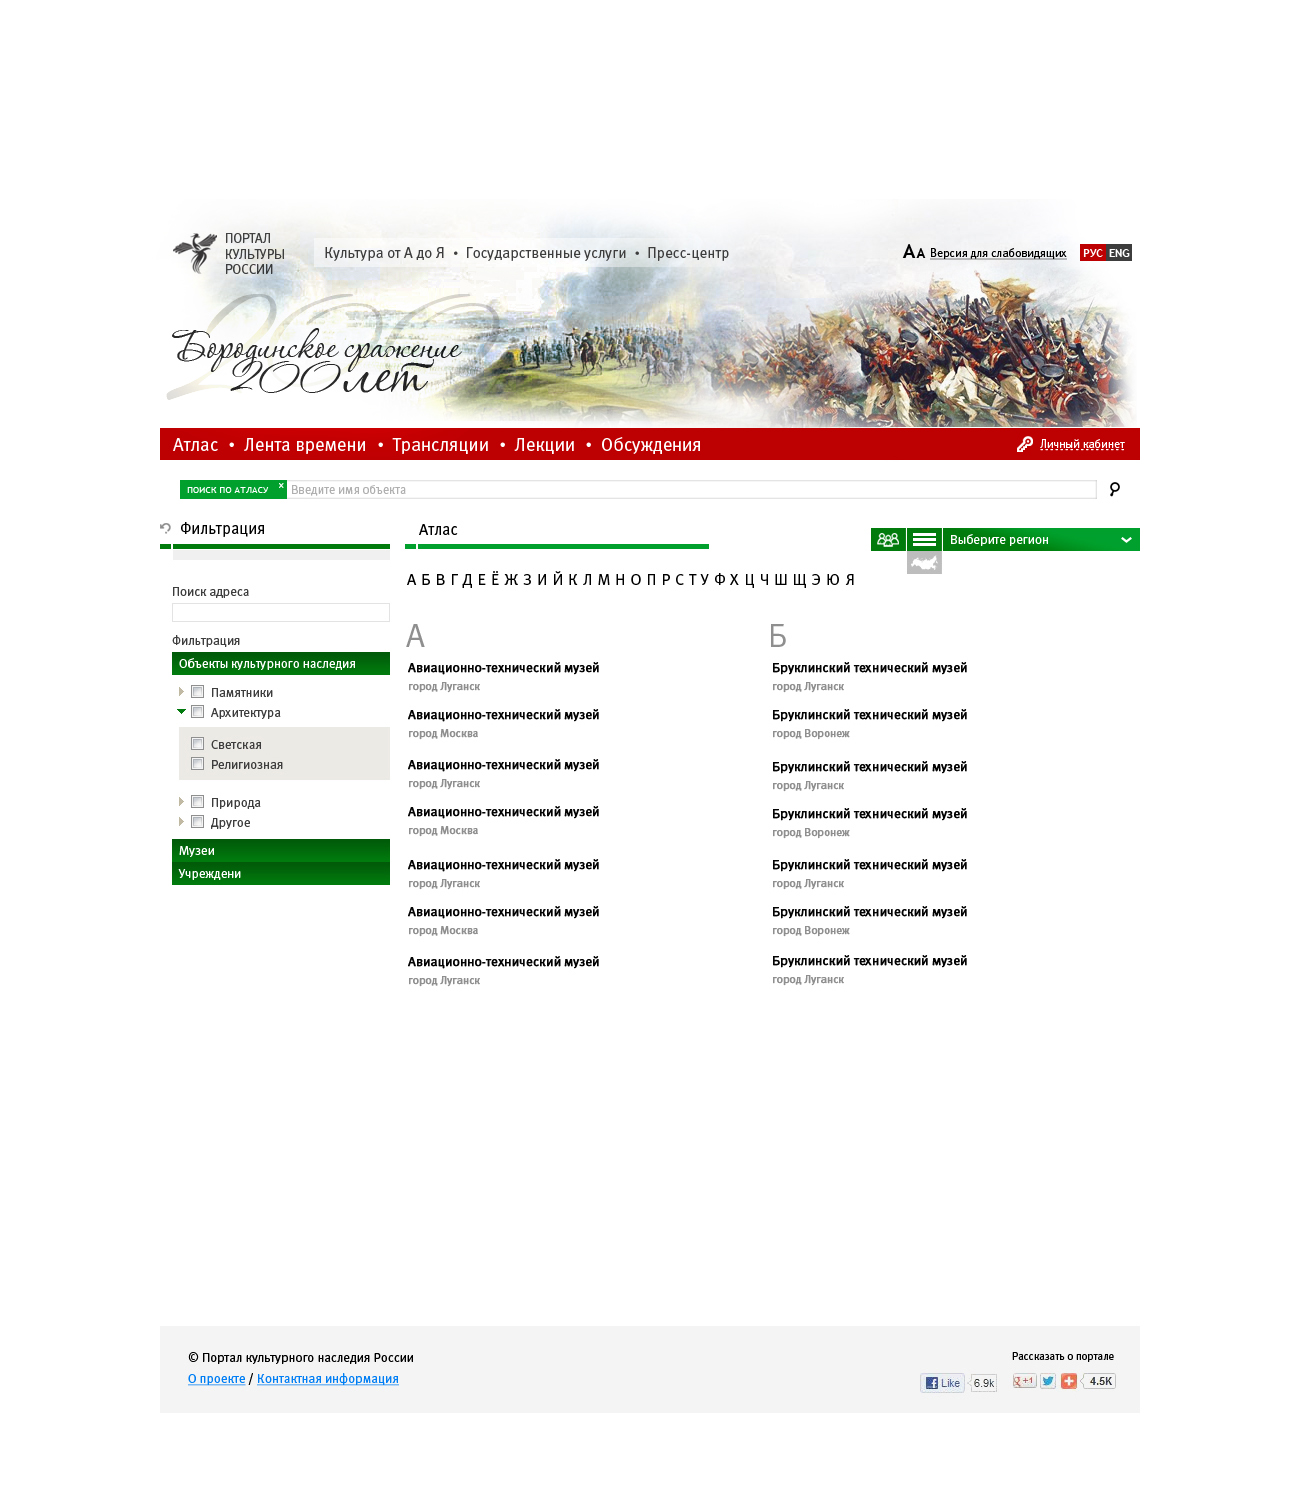 ПОРТАЛ
КУЛЬТУРЫ
РОССИИ
Культура от А до Я • Государственные услуги • Пресс-центр
АА Версия для слабовидящих
РУС ENG
200
Бородинское сражение
200 лет
Атлас • Лента времени • Трансляции • Лекции • Обсуждения
Личный кабинет
ПОИСК ПО АТЛАСУ ×
Введите имя объекта
Фильтрация
Атлас
Выберите регион
А Б В Г Д Е Ё Ж З И Й К Л М Н О П Р С Т У Ф Х Ц Ч Ш Щ Э Ю Я
Поиск адреса
Фильтрация
Объекты культурного наследия
Памятники
Архитектура
Светская
Религиозная
Природа
Другое
Музеи
Учреждени
А
Авиационно-технический музей
город Луганск
Авиационно-технический музей
город Москва
Авиационно-технический музей
город Луганск
Авиационно-технический музей
город Москва
Авиационно-технический музей
город Луганск
Авиационно-технический музей
город Москва
Авиационно-технический музей
город Луганск
Б
Бруклинский технический музей
город Луганск
Бруклинский технический музей
город Воронеж
Бруклинский технический музей
город Луганск
Бруклинский технический музей
город Воронеж
Бруклинский технический музей
город Луганск
Бруклинский технический музей
город Воронеж
Бруклинский технический музей
город Луганск
© Портал культурного наследия России
О проекте / Контактная информация
Рассказать о портале
Like 6.9k
g +1 4.5K